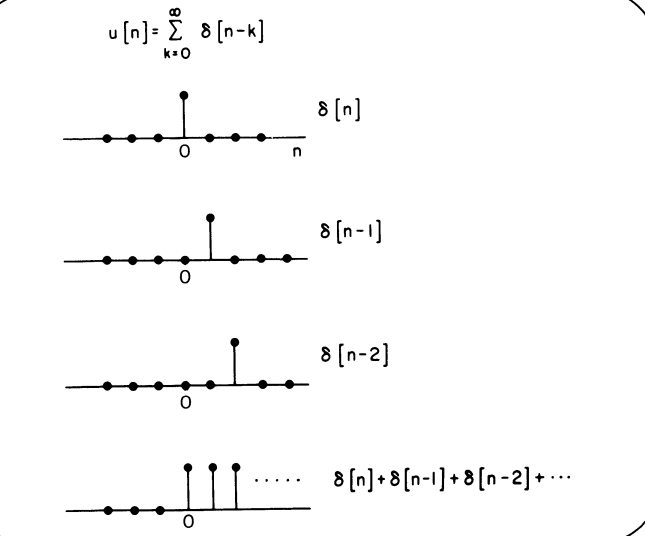 u[n]=∑ δ[n-k]
∞
k=0
δ[n]
0
n
δ[n-1]
0
δ[n-2]
0
..... δ[n]+δ[n-1]+δ[n-2]+ ···
0